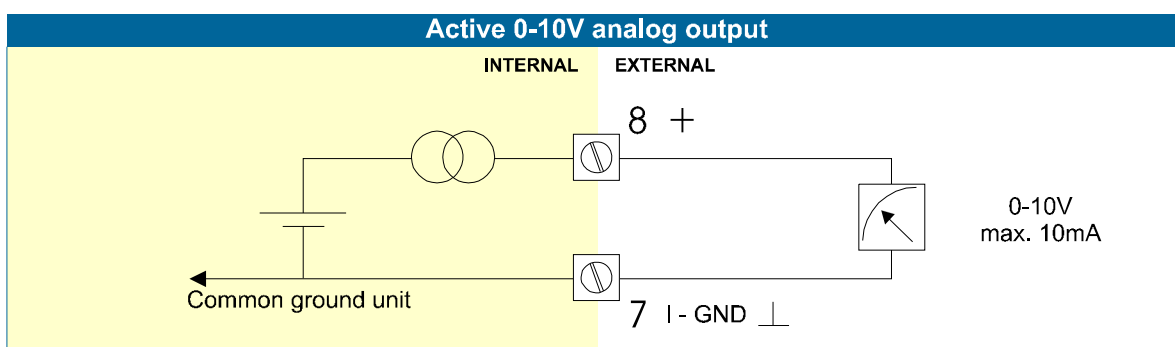 Active 0-10V analog output
INTERNAL EXTERNAL
8 +
0-10V
max. 10mA
Common ground unit
7 I - GND ⊥